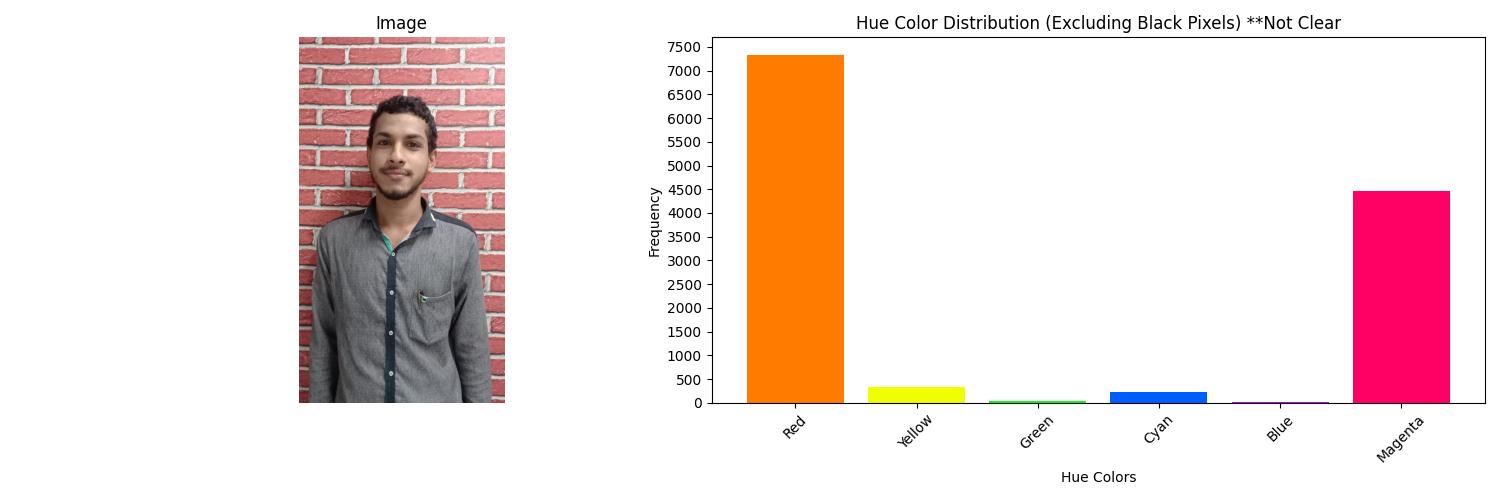 Image
Hue Color Distribution (Excluding Black Pixels) **Not Clear
Frequency
7500
7000
6500
6000
5500
5000
4500
4000
3500
3000
2500
2000
1500
1000
500
0
Red
Yellow
Green
Cyan
Blue
Magenta
Hue Colors